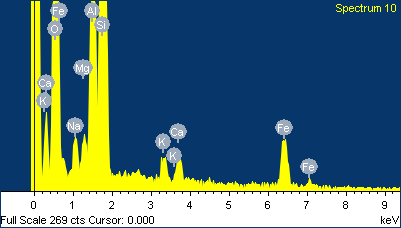 Spectrum 10
Fe
Al
O
Si
Mg
Ca
K
Na
K
Ca
K
Fe
Fe
0 1 2 3 4 5 6 7 8 9
Full Scale 269 cts Cursor: 0.000 keV